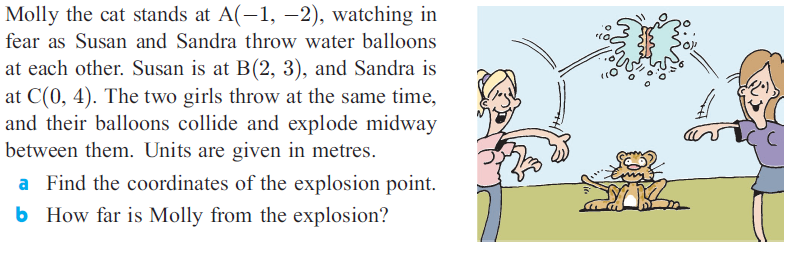 Molly the cat stands at A(−1, −2), watching in
fear as Susan and Sandra throw water balloons
at each other. Susan is at B(2, 3), and Sandra is
at C(0, 4). The two girls throw at the same time,
and their balloons collide and explode midway
between them. Units are given in metres.
a Find the coordinates of the explosion point.
b How far is Molly from the explosion?